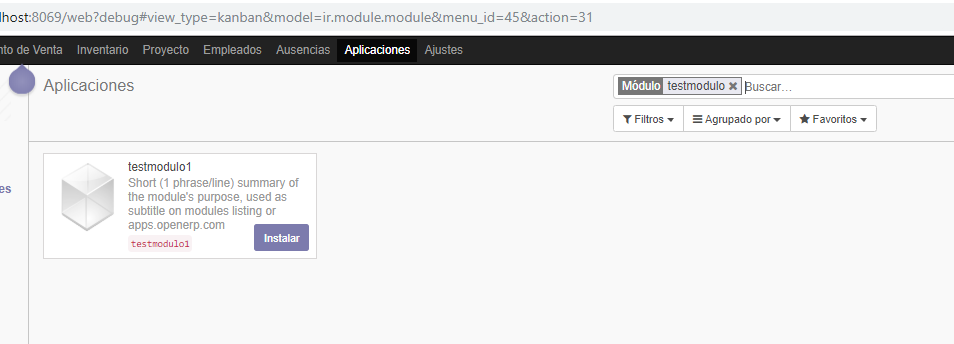 lhost:8069/web?debug#view_type=kanban&model=ir.module.module&menu_id=45&action=31
nto de Venta Inventario Proyecto Empleados Ausencias Aplicaciones Ajustes
Aplicaciones
Módulo testmodulo Buscar...
Filtros Agrupado por Favoritos
es
testmodulo1
Short (1 phrase/line) summary of
the module's purpose, used as
subtitle on modules listing or
apps.openerp.com
testmodulo1
Instalar